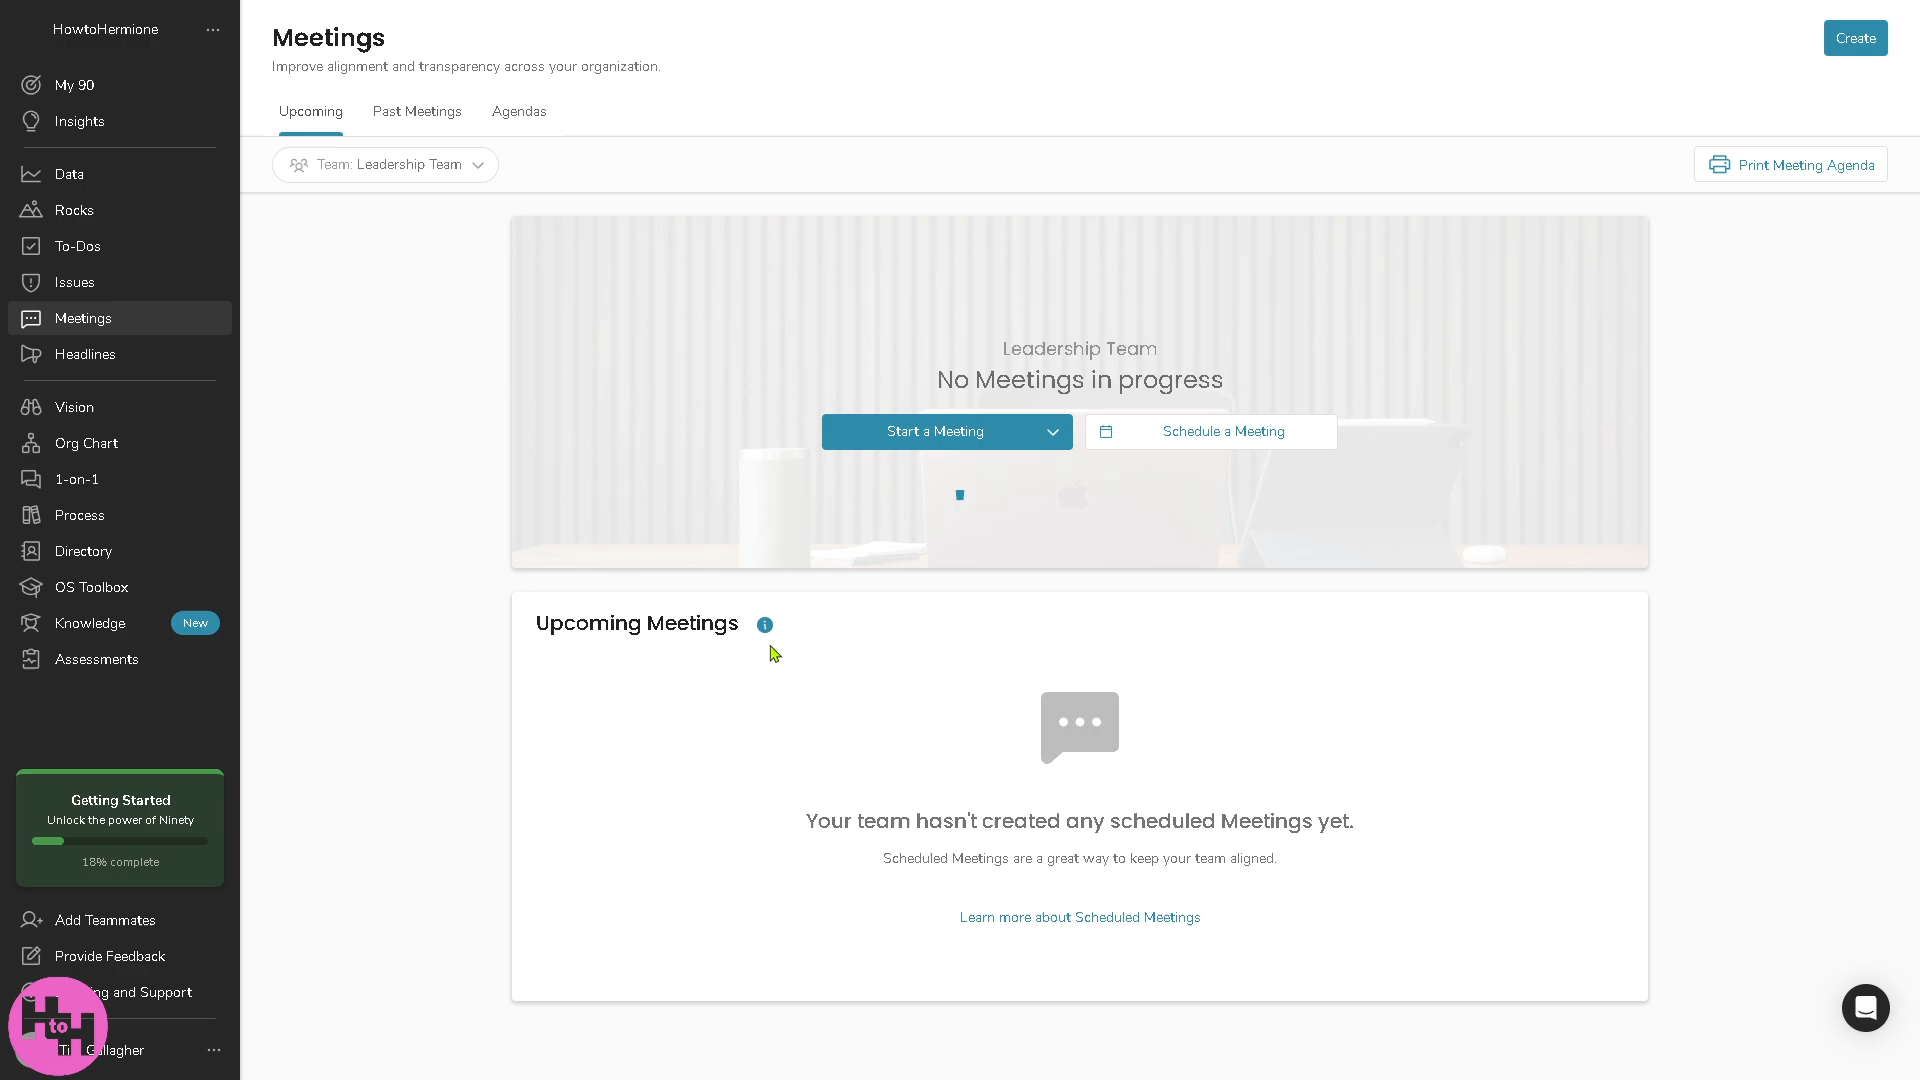 HowtoHermione
My 90
Insights
Data
Rocks
To-Dos
Issues
Meetings
Headlines
Vision
Org Chart
1-on-1
Process
Directory
OS Toolbox
Knowledge
New
Assessments
Getting Started
Unlock the power of Ninety
18% complete
Add Teammates
Provide Feedback
and Support
H to H
Gallagher
Meetings
Improve alignment and transparency across your organization.
Create
Upcoming
Past Meetings
Agendas
Team: Leadership Team
Print Meeting Agenda
Leadership Team
No Meetings in progress
Start a Meeting
Schedule a Meeting
Upcoming Meetings
Your team hasn't created any scheduled Meetings yet.
Scheduled Meetings are a great way to keep your team aligned.
Learn more about Scheduled Meetings